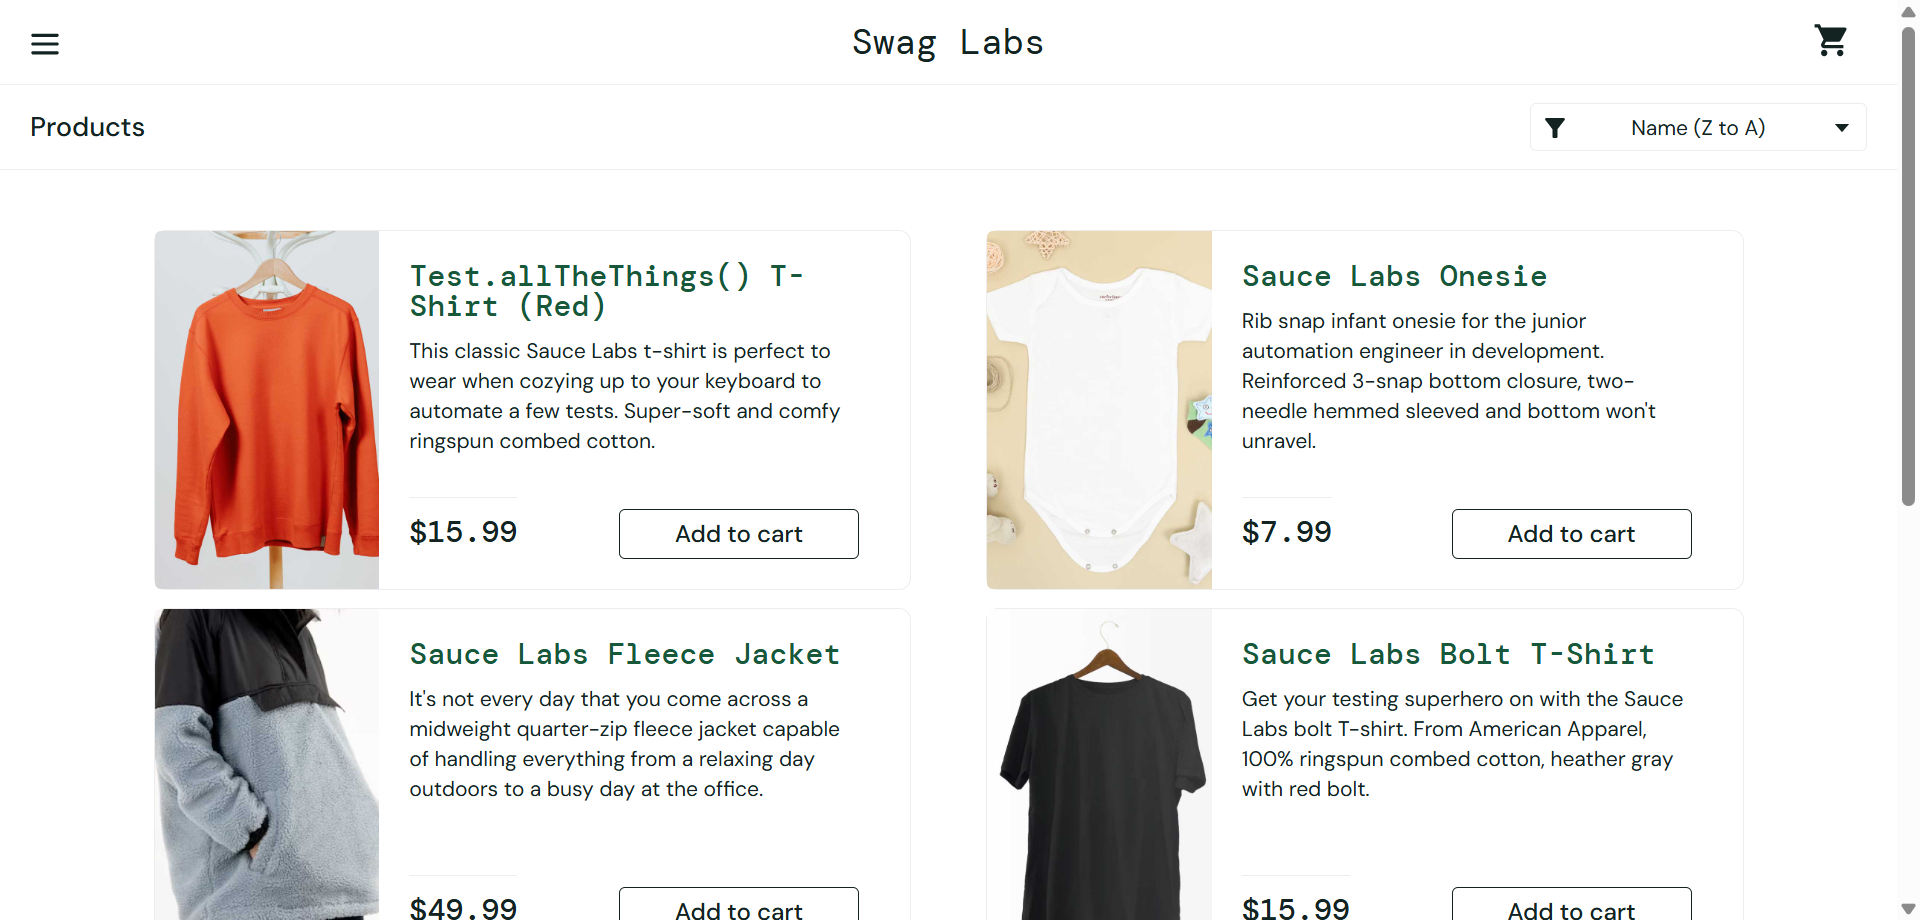 Swag Labs
Products
Name (Z to A)
Test.allTheThings() T-
Shirt (Red)
This classic Sauce Labs t-shirt is perfect to
wear when cozying up to your keyboard to
automate a few tests. Super-soft and comfy
ringspun combed cotton.
$15.99
Add to cart
Sauce Labs Onesie
Rib snap infant onesie for the junior
automation engineer in development.
Reinforced 3-snap bottom closure, two-
needle hemmed sleeved and bottom won't
unravel.
$7.99
Add to cart
Sauce Labs Fleece Jacket
It's not every day that you come across a
midweight quarter-zip fleece jacket capable
of handling everything from a relaxing day
outdoors to a busy day at the office.
$49.99
Add to cart
Sauce Labs Bolt T-Shirt
Get your testing superhero on with the Sauce
Labs bolt T-shirt. From American Apparel,
100% ringspun combed cotton, heather gray
with red bolt.
$15.99
Add to cart